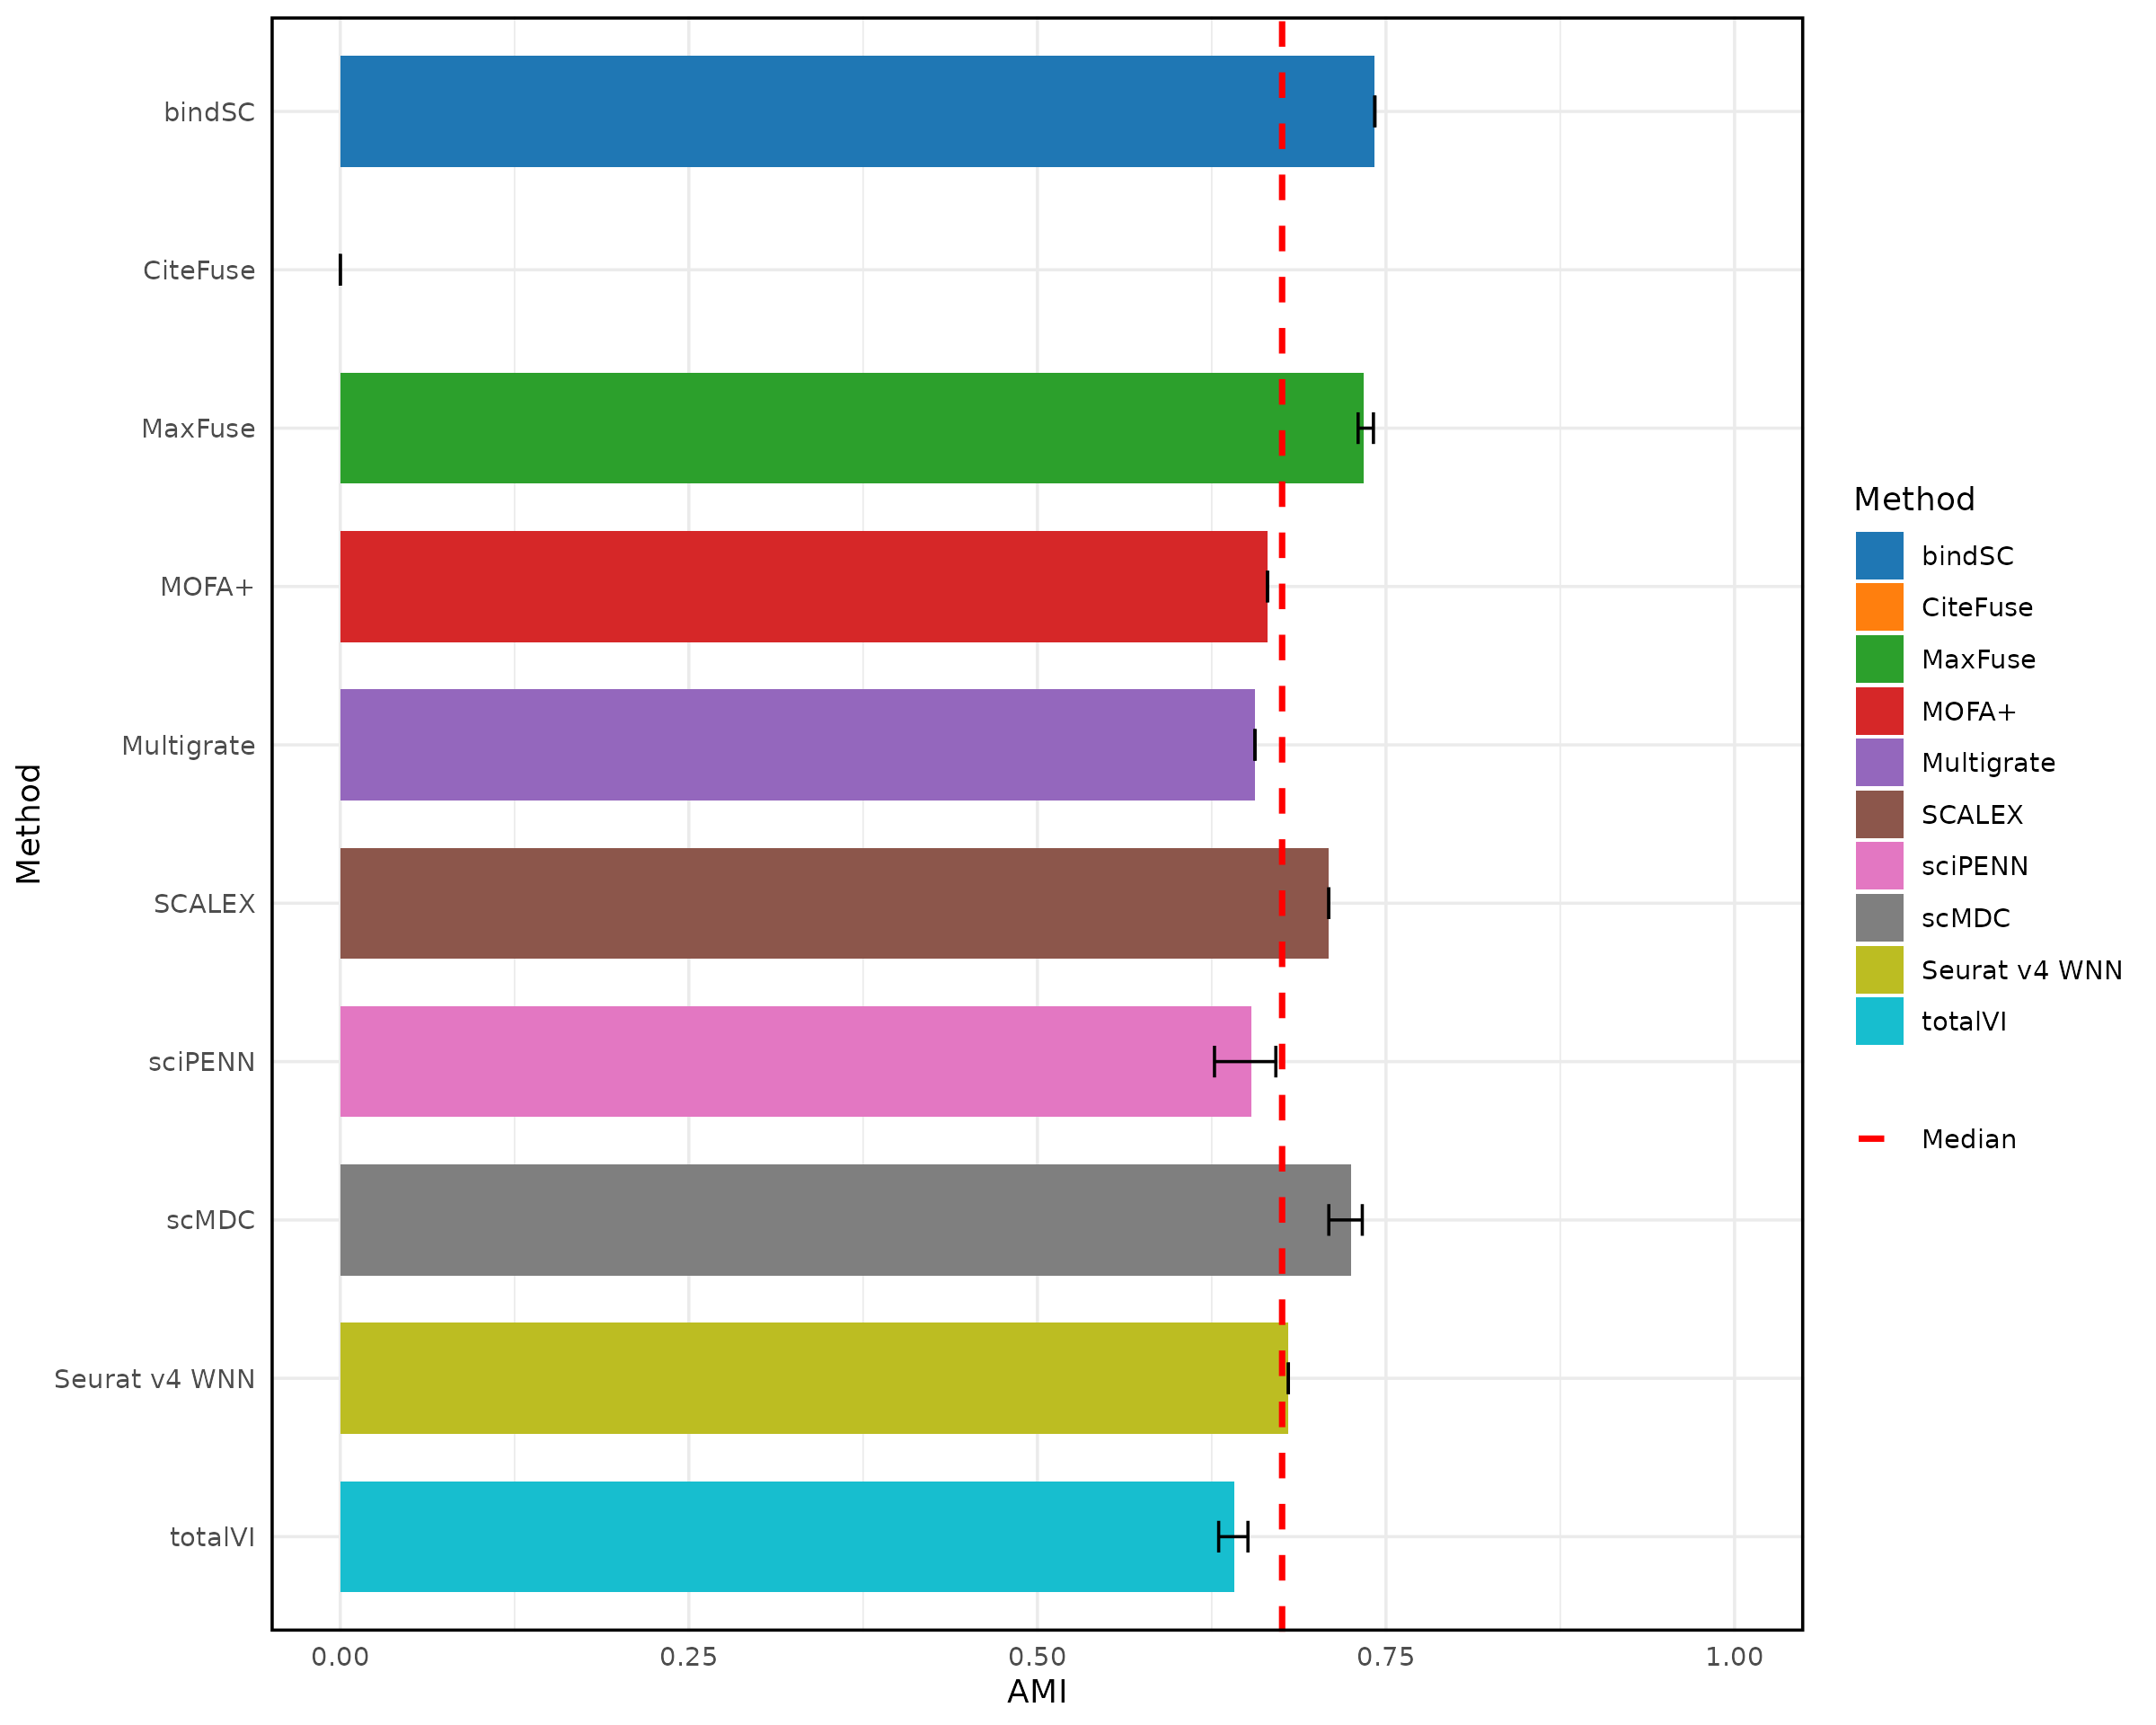 Method
bindSC
CiteFuse
MaxFuse
MOFA+
Multigrate
SCALEX
sciPENN
scMDC
Seurat v4 WNN
totalVI
0.00 0.25 0.50 0.75 1.00
AMI
Method
bindSC
CiteFuse
MaxFuse
MOFA+
Multigrate
SCALEX
sciPENN
scMDC
Seurat v4 WNN
totalVI
Median